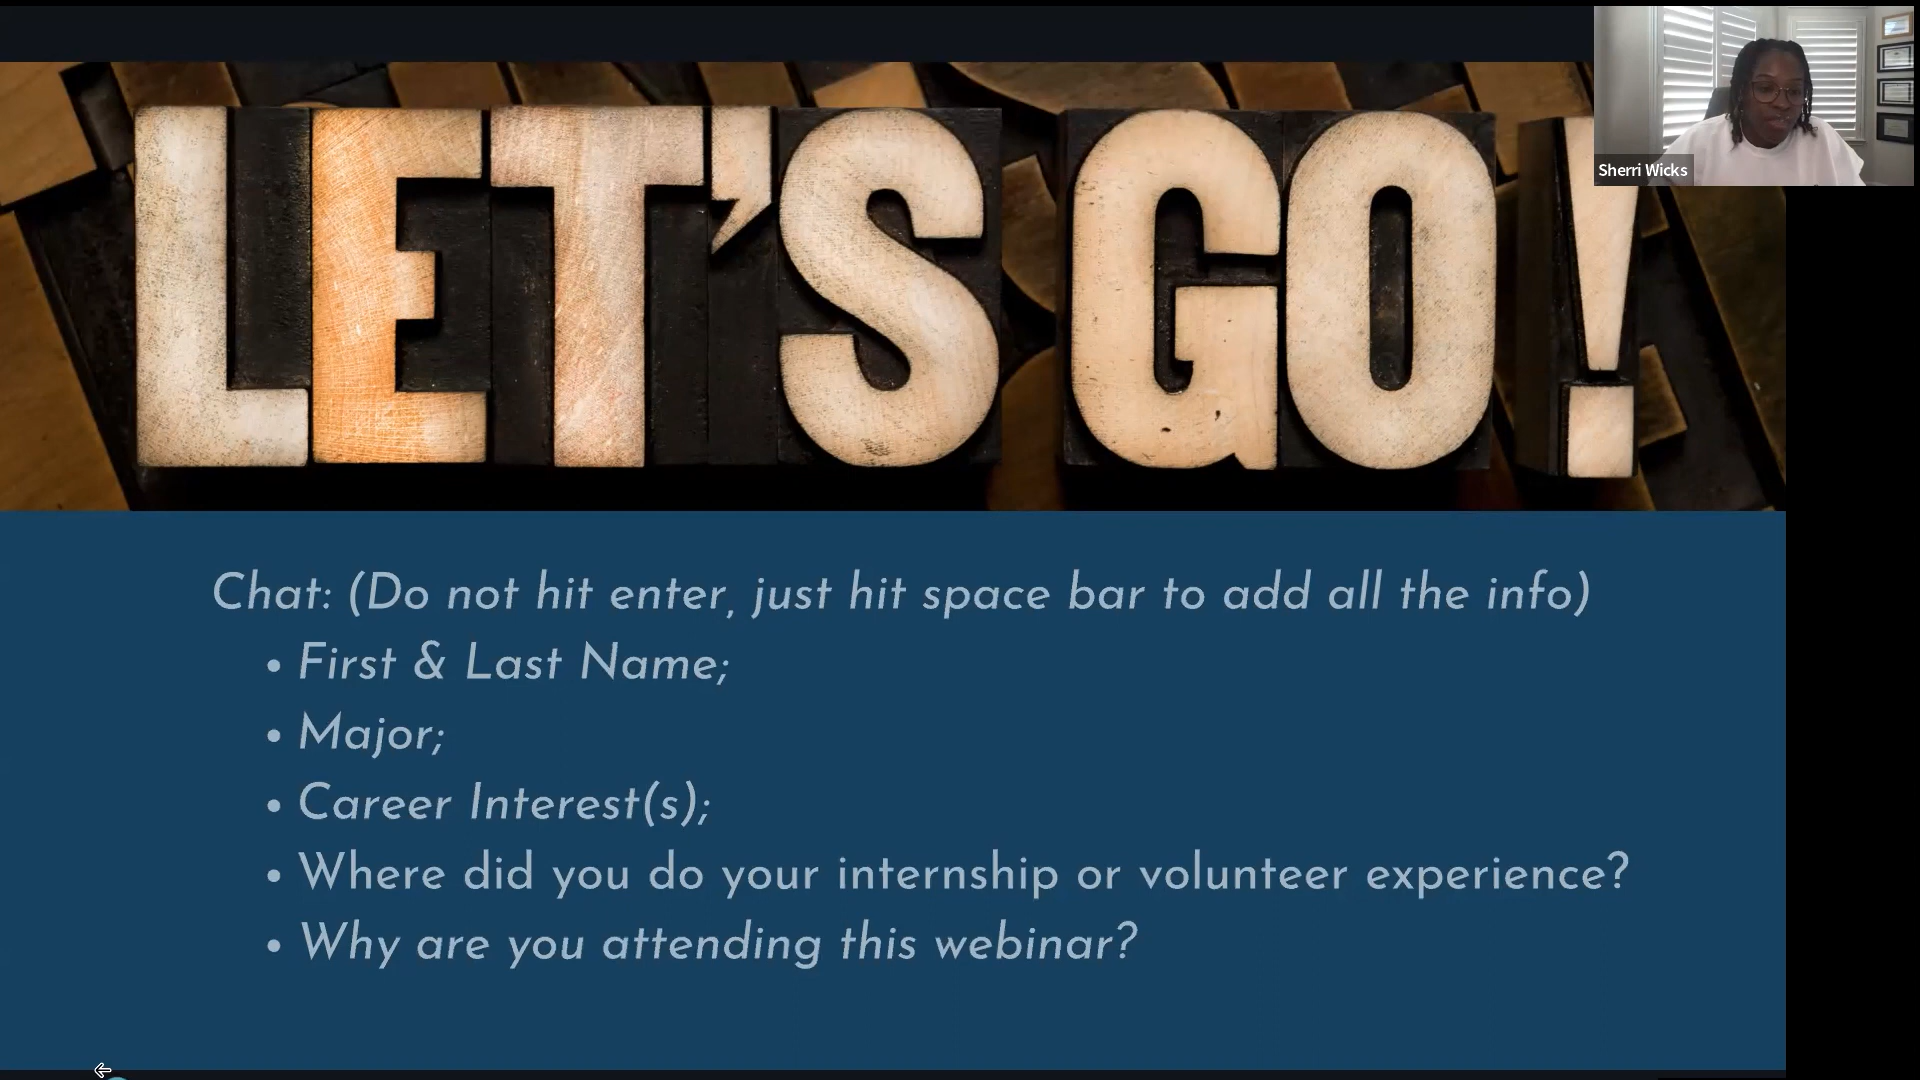 LET'S GO!
Sherri Wicks
Chat: (Do not hit enter, just hit space bar to add all the info)
• First & Last Name;
• Major;
• Career Interest(s);
• Where did you do your internship or volunteer experience?
• Why are you attending this webinar?